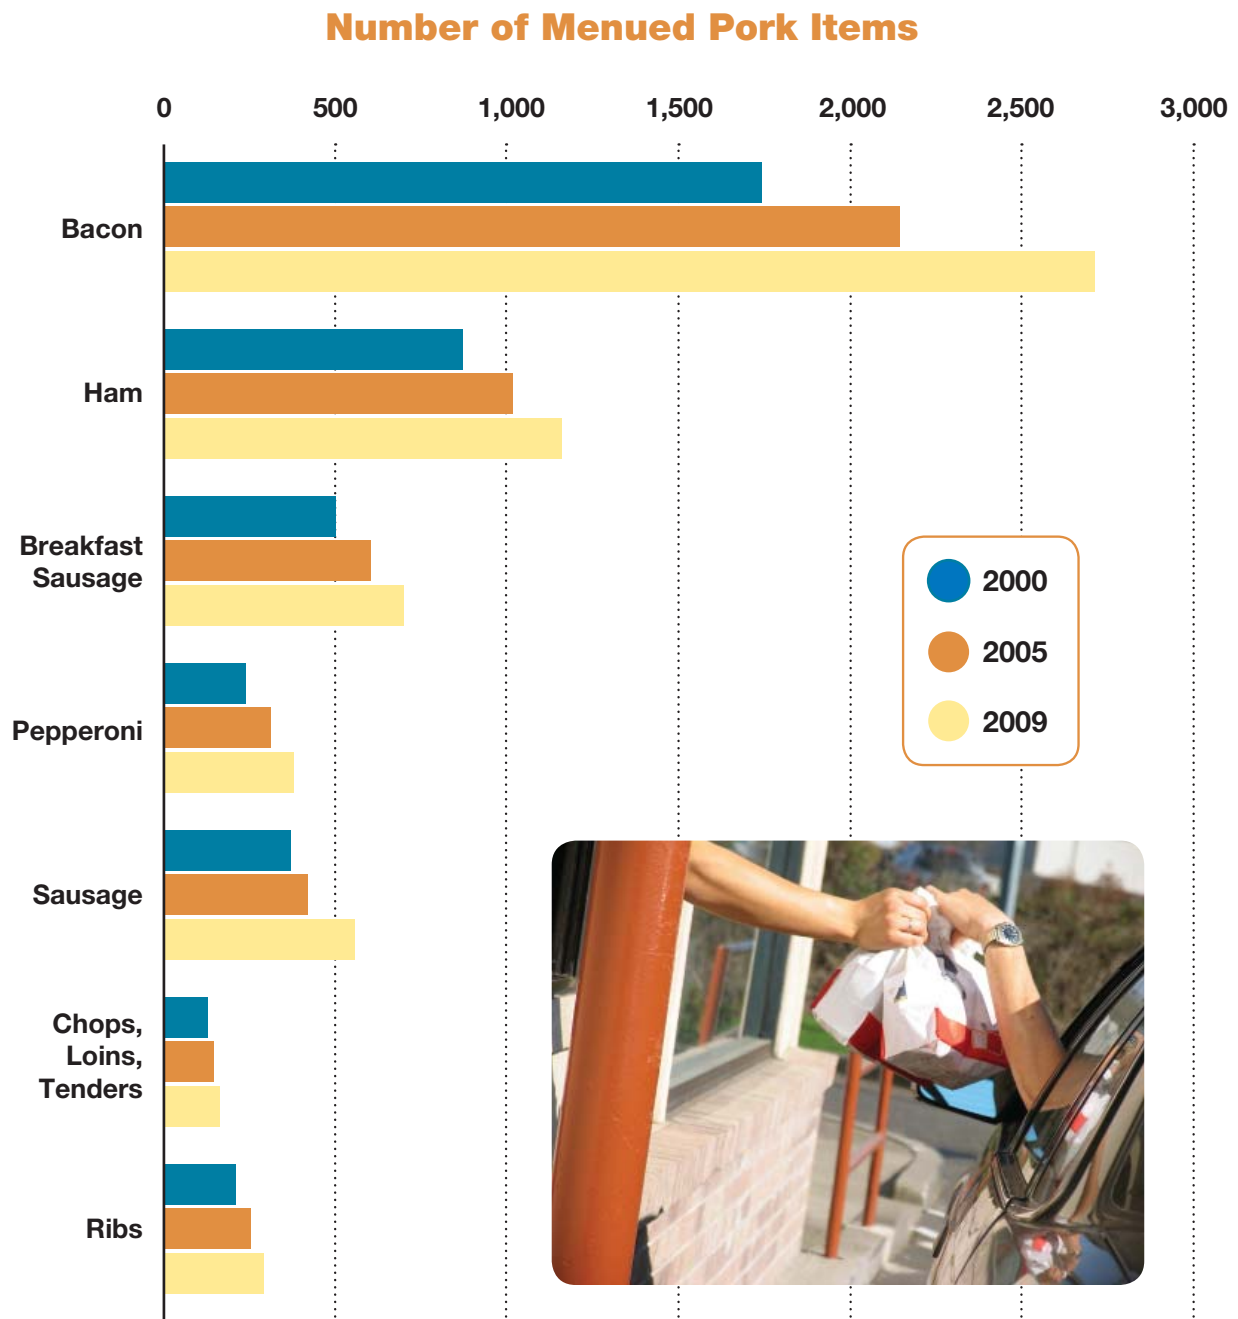 Number of Menued Pork Items
0 500 1,000 1,500 2,000 2,500 3,000
Bacon
Ham
Breakfast
Sausage
2000
2005
2009
Pepperoni
Sausage
Chops,
Loins,
Tenders
Ribs